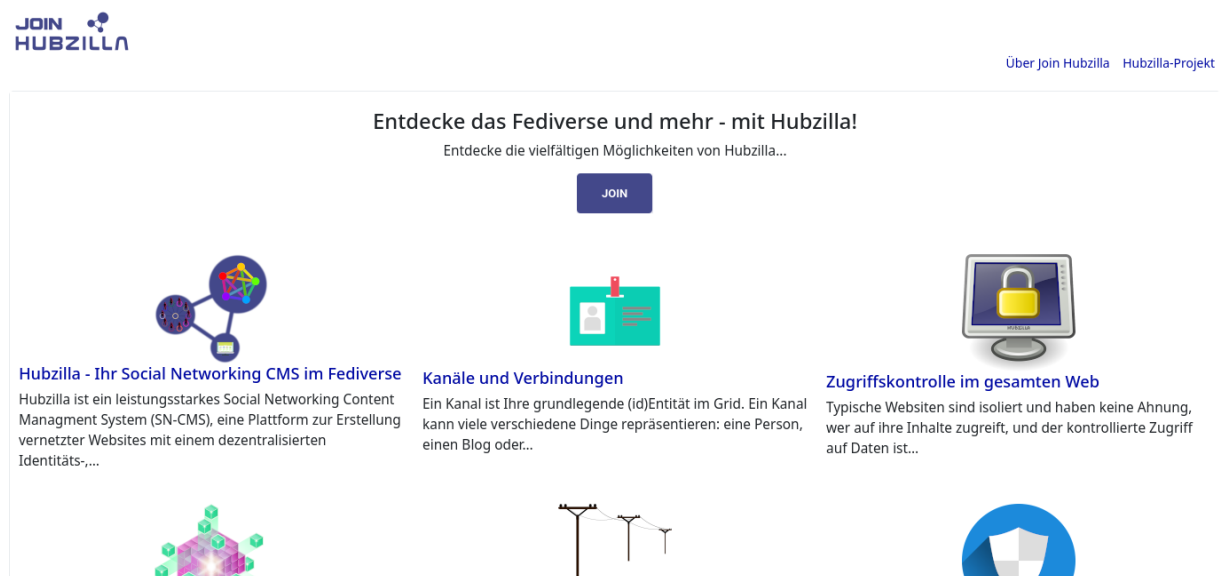 JOIN
HUBZILLA
Über Join Hubzilla Hubzilla-Projekt
Entdecke das Fediverse und mehr - mit Hubzilla!
Entdecke die vielfältigen Möglichkeiten von Hubzilla...
JOIN
HUBZILLA
Hubzilla - Ihr Social Networking CMS im Fediverse
Hubzilla ist ein leistungsstarkes Social Networking Content
Managment System (SN-CMS), eine Plattform zur Erstellung
vernetzter Websites mit einem dezentralisierten
Identitäts-,...
Kanäle und Verbindungen
Ein Kanal ist Ihre grundlegende (id)Entität im Grid. Ein Kanal
kann viele verschiedene Dinge repräsentieren: eine Person,
einen Blog oder...
Zugriffskontrolle im gesamten Web
Typische Websites sind isoliert und haben keine Ahnung,
wer auf ihre Inhalte zugreift, und der kontrollierte Zugriff
auf Daten ist...